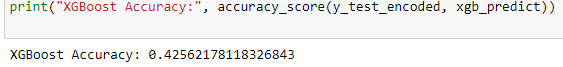 print("XGBoost Accuracy:", accuracy_score(y_test_encoded, xgb_predict))
XGBoost Accuracy: 0.42562178118326843